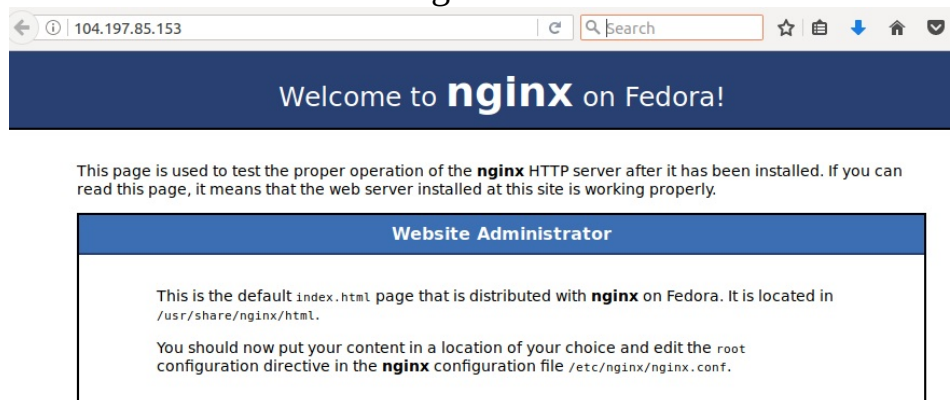 104.197.85.153
Search
Welcome to nginx on Fedora!
This page is used to test the proper operation of the nginx HTTP server after it has been installed. If you can
read this page, it means that the web server installed at this site is working properly.
Website Administrator
This is the default index.html page that is distributed with nginx on Fedora. It is located in
/usr/share/nginx/html.
You should now put your content in a location of your choice and edit the root
configuration directive in the nginx configuration file /etc/nginx/nginx.conf.